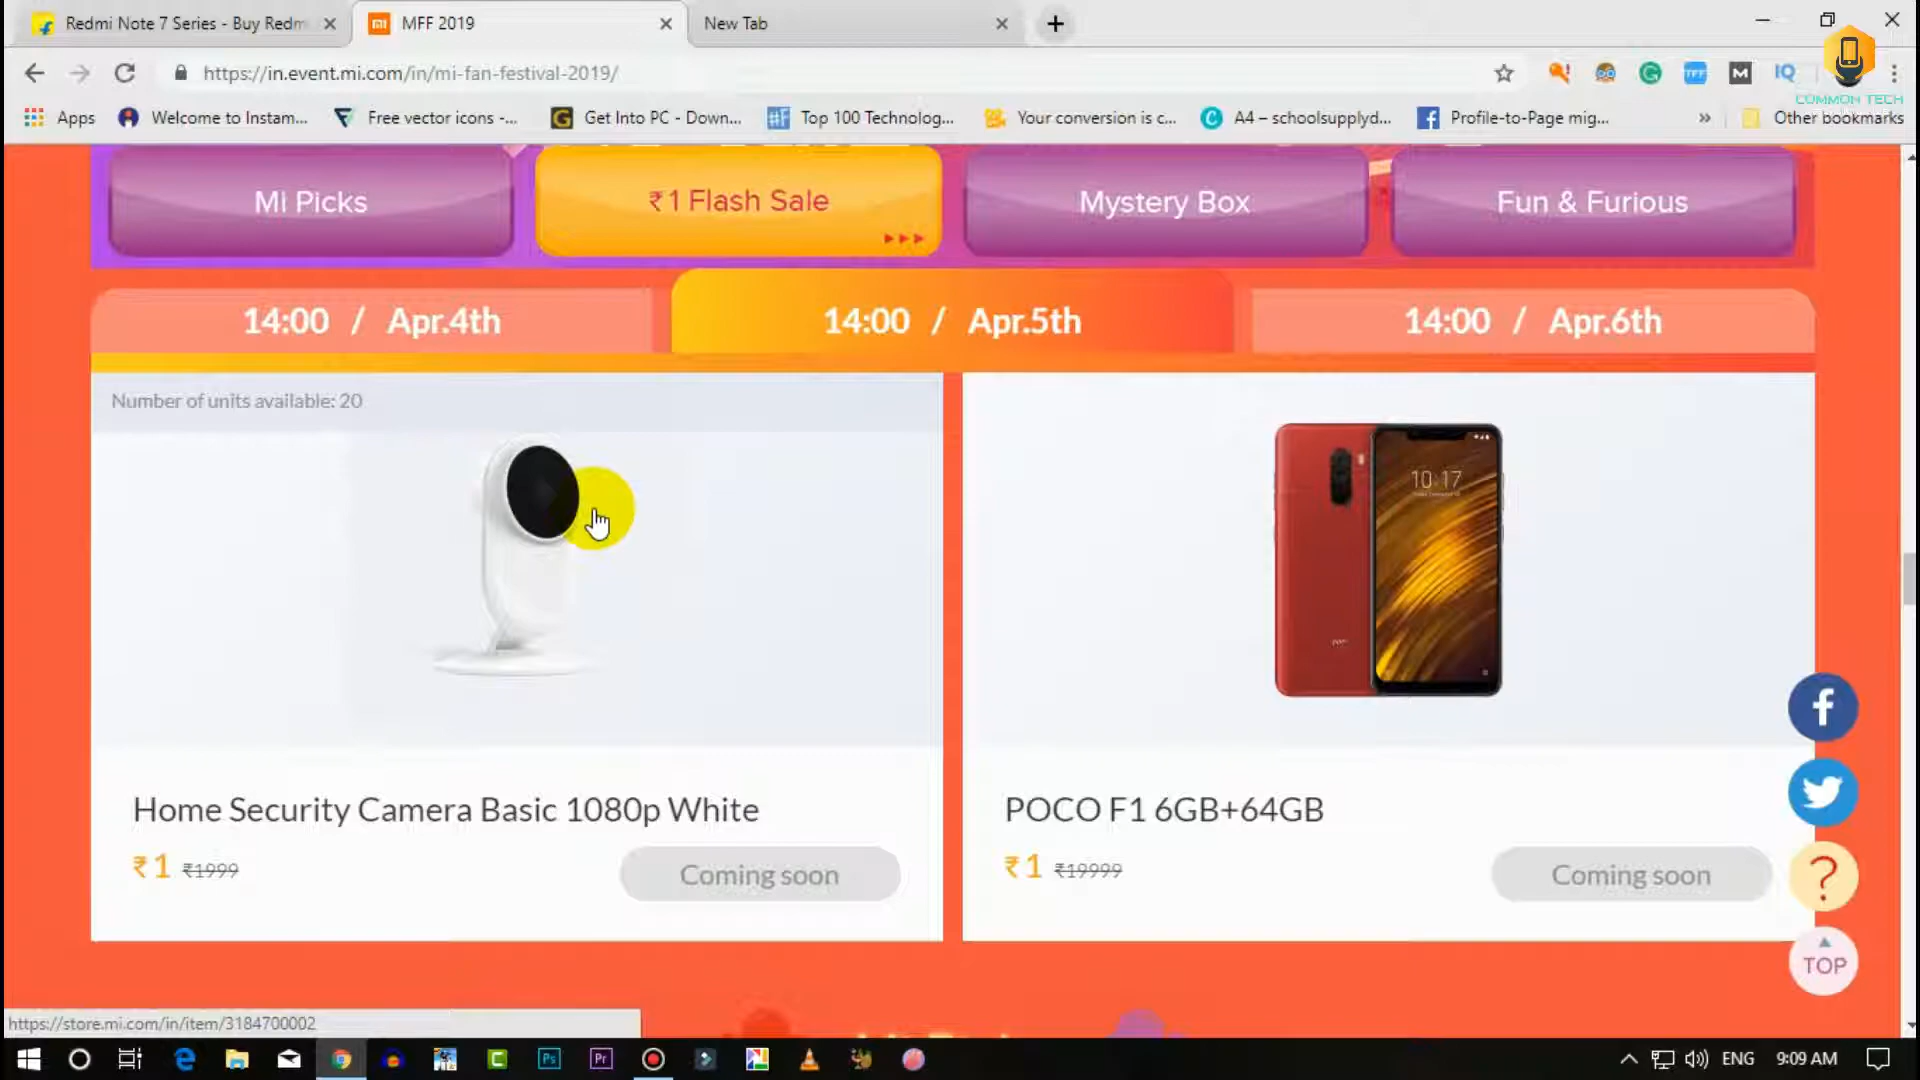 Redmi Note 7 Series - Buy Redm
MFF 2019
New Tab
https://in.event.mi.com/in/mi-fan-festival-2019/
COMMON TECH
Apps
Welcome to Instam...
Free vector icons -...
Get Into PC - Down...
Top 100 Technolog...
Your conversion is c...
A4 – schoolsupplyd...
Profile-to-Page mig...
»
Other bookmarks
Mi Picks
₹1 Flash Sale
Mystery Box
Fun & Furious
14:00 / Apr.4th
14:00 / Apr.5th
14:00 / Apr.6th
Number of units available: 20
10:17
Home Security Camera Basic 1080p White
₹1 ₹1999
Coming soon
POCO F1 6GB+64GB
₹1 ₹19999
Coming soon
?
TOP
https://store.mi.com/in/item/3184700002
ENG
9:09 AM